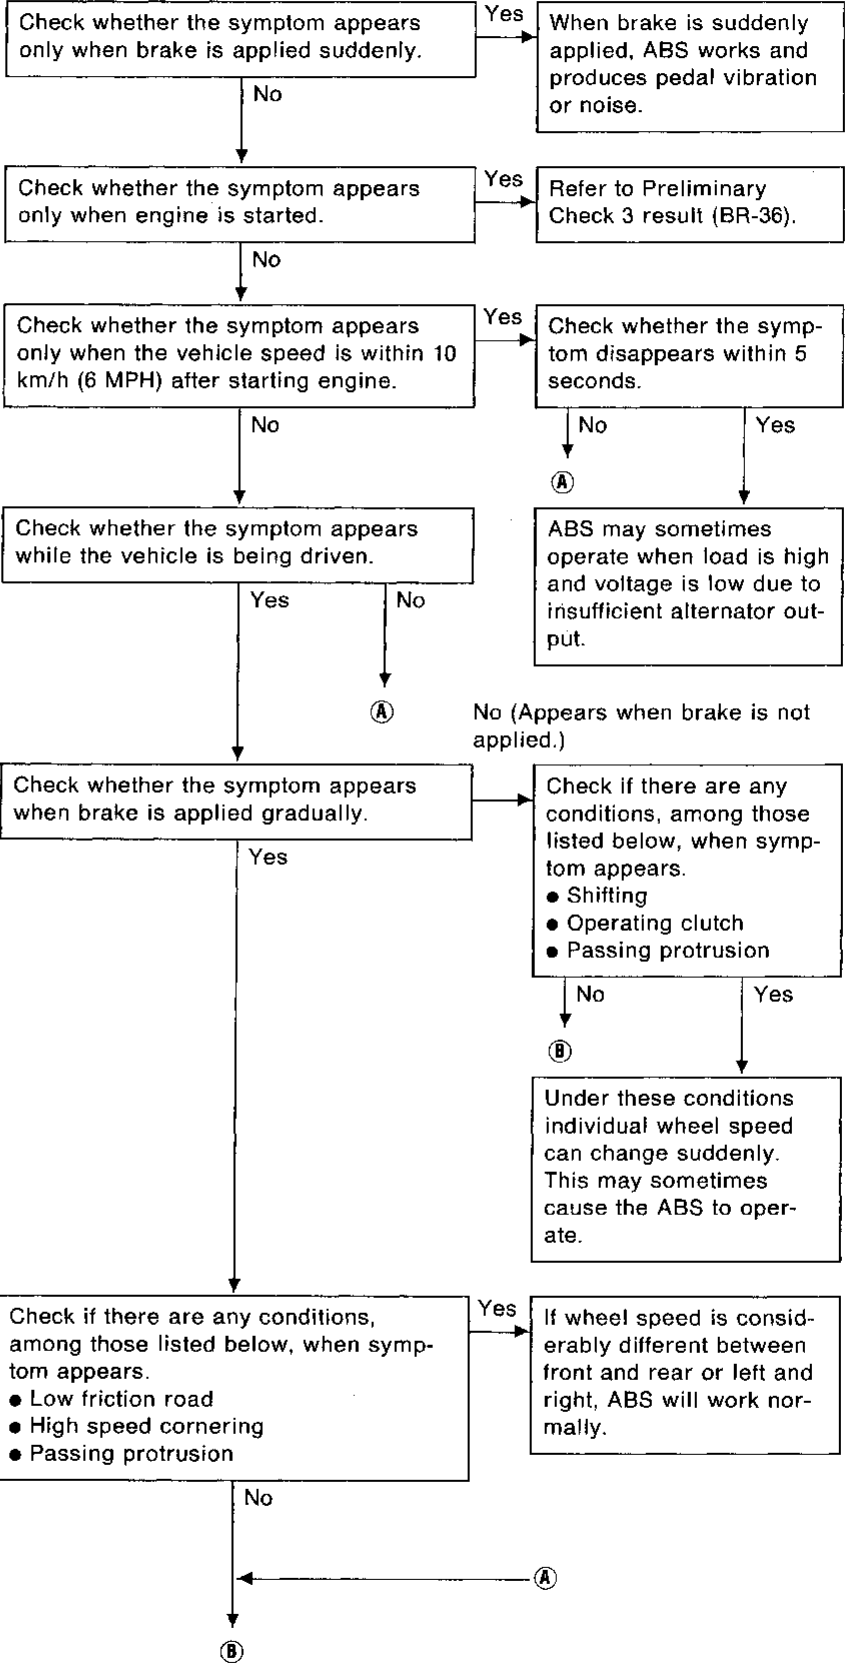 Check whether the symptom appears
only when brake is applied suddenly.
Yes
When brake is suddenly
applied, ABS works and
produces pedal vibration
or noise.
No
Check whether the symptom appears
only when engine is started.
Yes
Refer to Preliminary
Check 3 result (BR-36).
No
Check whether the symptom appears
only when the vehicle speed is within 10
km/h (6 MPH) after starting engine.
Yes
Check whether the symp-
tom disappears within 5
seconds.
No
No
Yes
A
Check whether the symptom appears
while the vehicle is being driven.
ABS may sometimes
operate when load is high
and voltage is low due to
insufficient alternator out-
put.
Yes
No
A
No (Appears when brake is not
applied.)
Check whether the symptom appears
when brake is applied gradually.
Check if there are any
conditions, among those
listed below, when symp-
tom appears.
● Shifting
● Operating clutch
● Passing protrusion
Yes
No
Yes
B
Under these conditions
individual wheel speed
can change suddenly.
This may sometimes
cause the ABS to oper-
ate.
Check if there are any conditions,
among those listed below, when symp-
tom appears.
● Low friction road
● High speed cornering
● Passing protrusion
Yes
If wheel speed is consid-
erably different between
front and rear or left and
right, ABS will work nor-
mally.
No
A
B